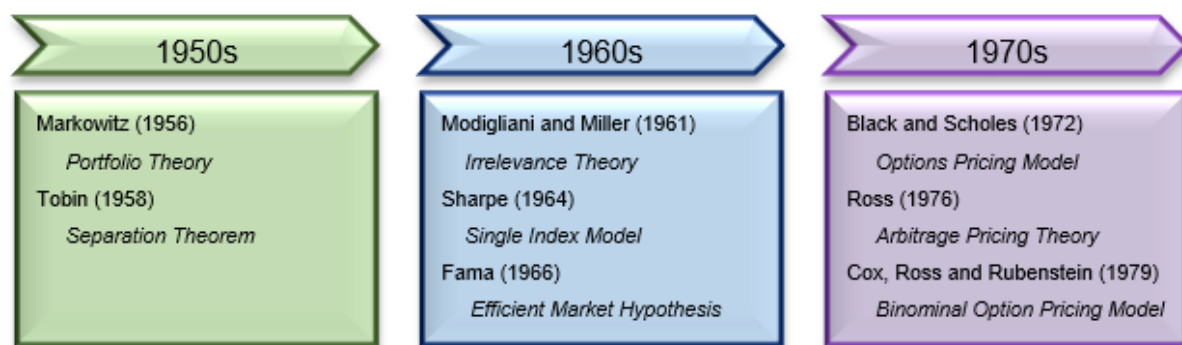 1950s
Markowitz (1956)
Portfolio Theory
Tobin (1958)
Separation Theorem
1960s
Modigliani and Miller (1961)
Irrelevance Theory
Sharpe (1964)
Single Index Model
Fama (1966)
Efficient Market Hypothesis
1970s
Black and Scholes (1972)
Options Pricing Model
Ross (1976)
Arbitrage Pricing Theory
Cox, Ross and Rubenstein (1979)
Binominal Option Pricing Model